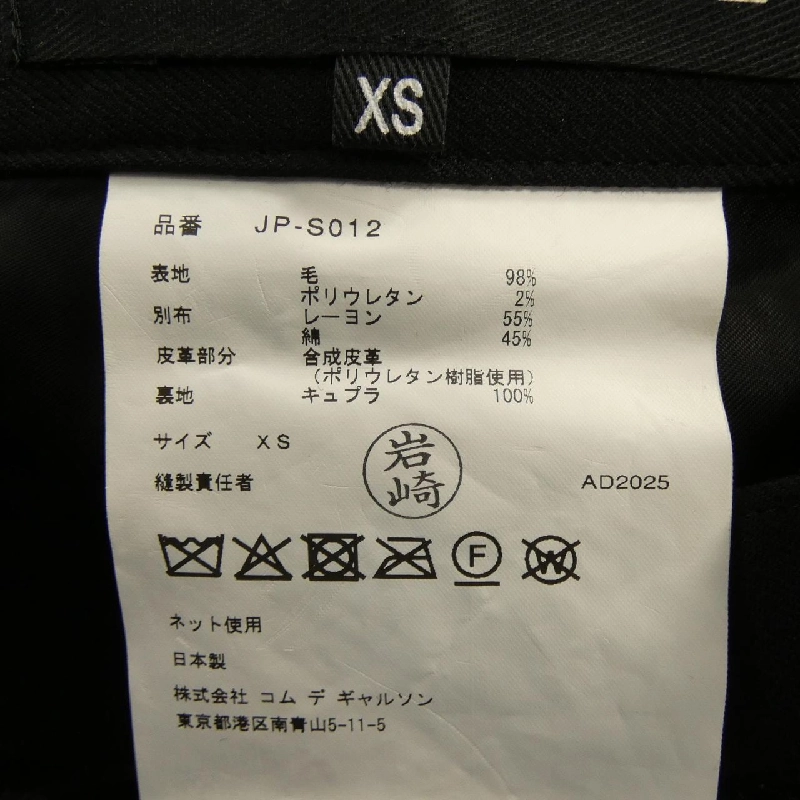 XS
品番 JP-S012
表地 毛 98%
ポリウレタン 2%
別布 レーヨン 55%
綿 45%
皮革部分 合成皮革
(ポリウレタン樹脂使用)
裏地 キュプラ 100%
サイズ XS
縫製責任者 岩崎 AD2025
F W
ネット使用
日本製
株式会社 コム デ ギャルソン
東京都港区南青山5-11-5